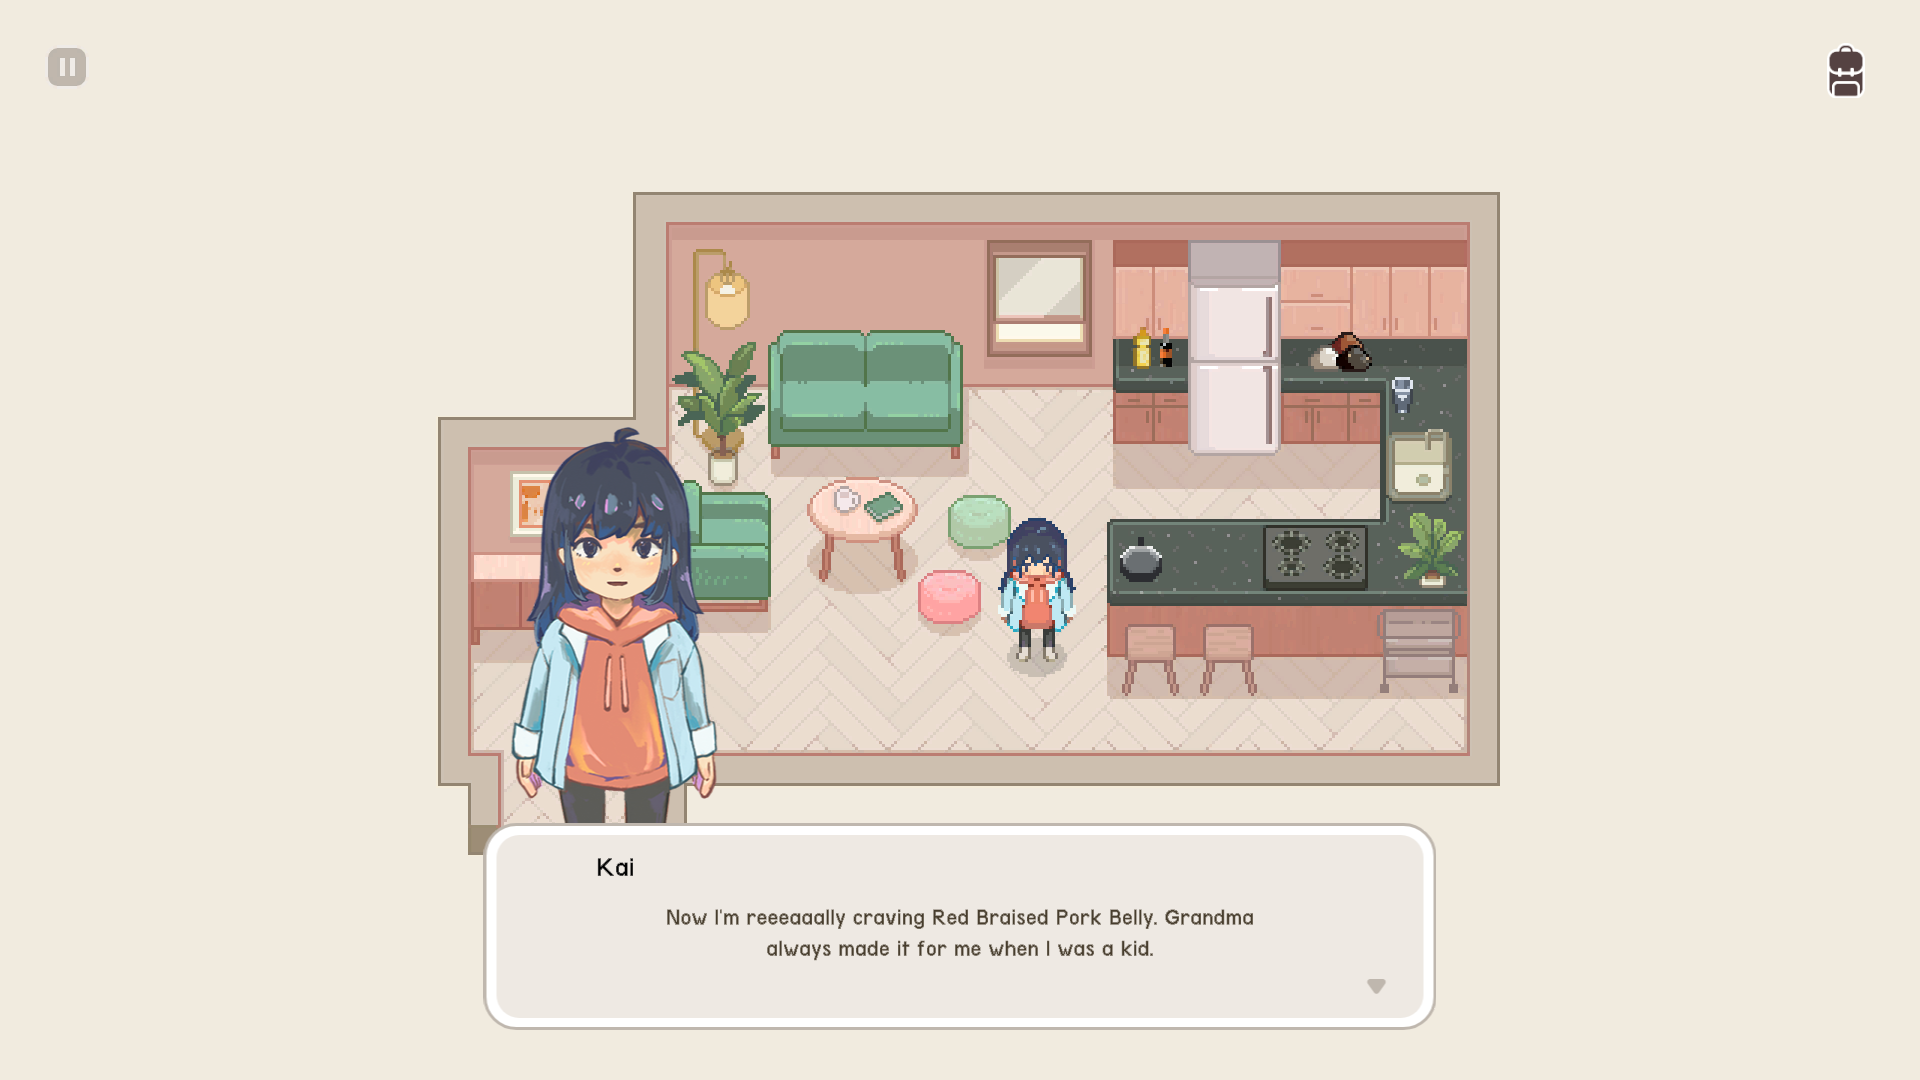 Kai
Now I'm reeeaaally craving Red Braised Pork Belly. Grandma
always made it for me when I was a kid.